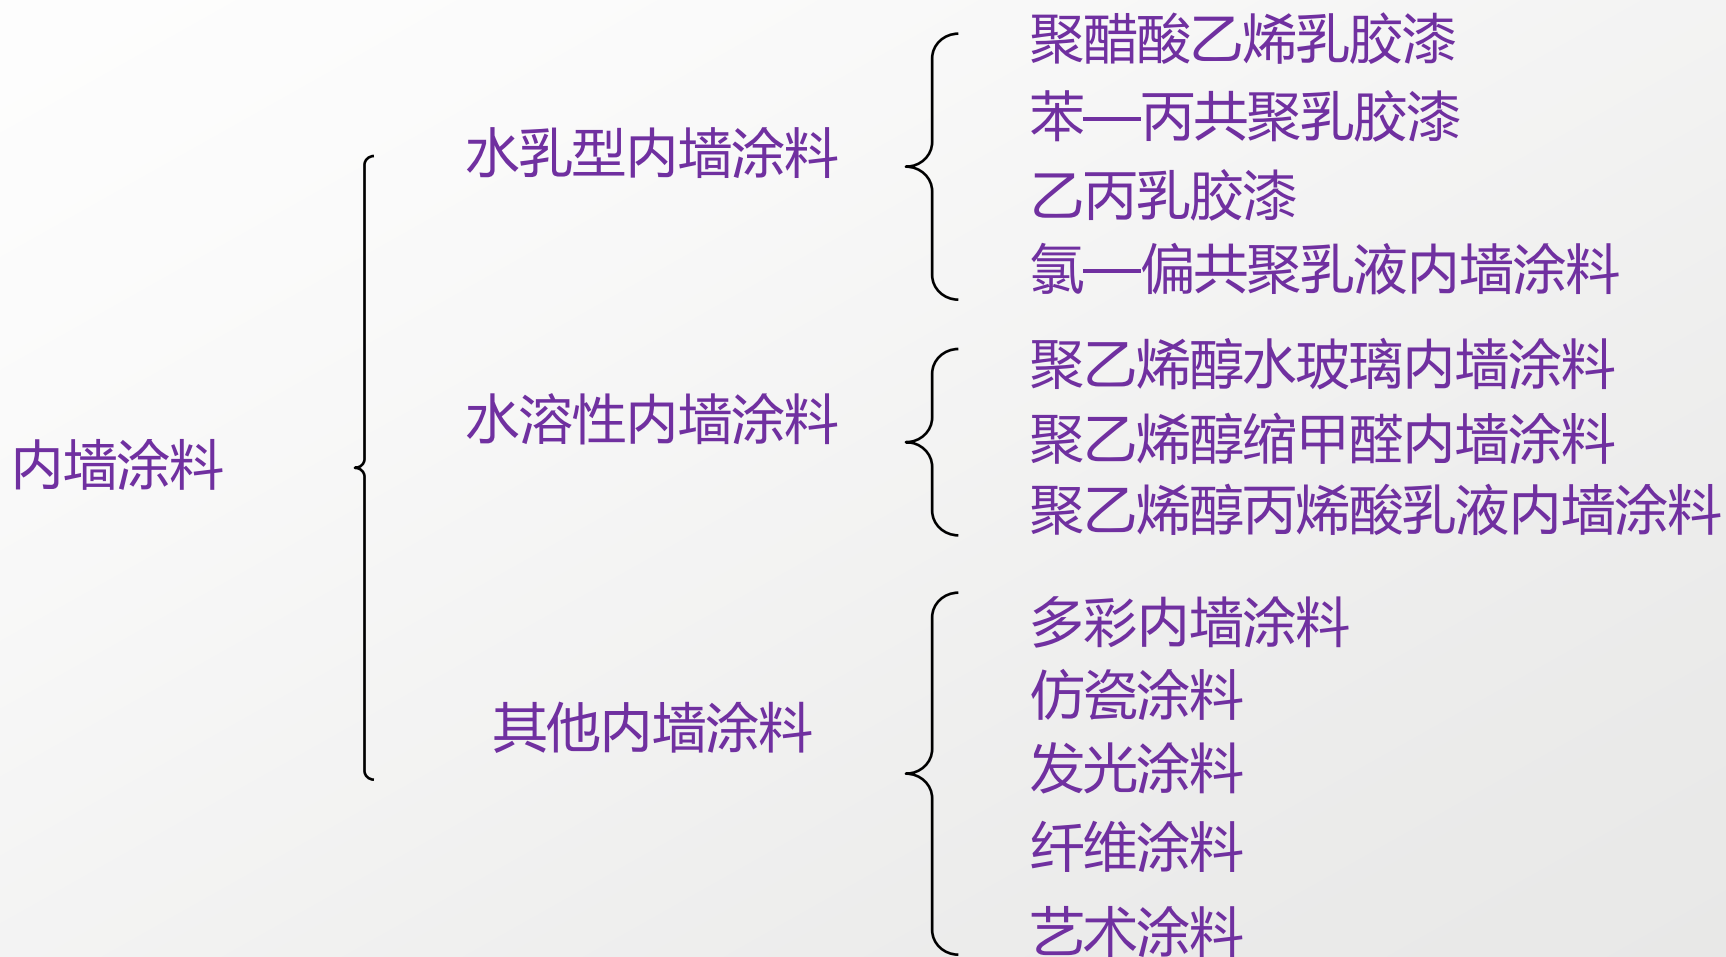 内墙涂料
水乳型内墙涂料
聚醋酸乙烯乳胶漆
苯—丙共聚乳胶漆
乙丙乳胶漆
氯—偏共聚乳液内墙涂料
水溶性内墙涂料
聚乙烯醇水玻璃内墙涂料
聚乙烯醇缩甲醛内墙涂料
聚乙烯醇丙烯酸乳液内墙涂料
其他内墙涂料
多彩内墙涂料
仿瓷涂料
发光涂料
纤维涂料
艺术涂料